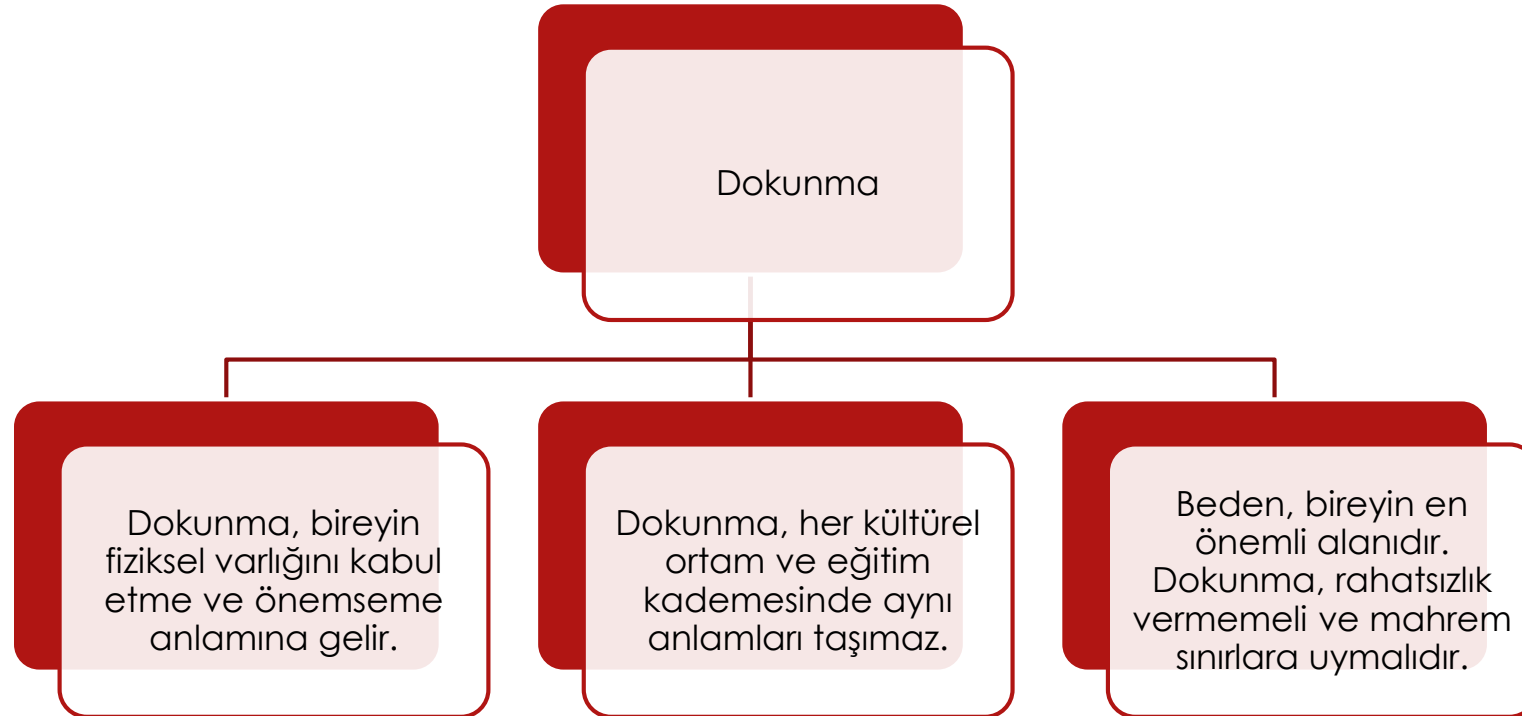 Dokunma
Dokunma, bireyin
fiziksel varlığını kabul
etme ve önemseme
anlamına gelir.
Dokunma, her kültürel
ortam ve eğitim
kademesinde aynı
anlamları taşımaz.
Beden, bireyin en
önemli alanıdır.
Dokunma, rahatsızlık
vermemeli ve mahrem
sınırlara uymalıdır.